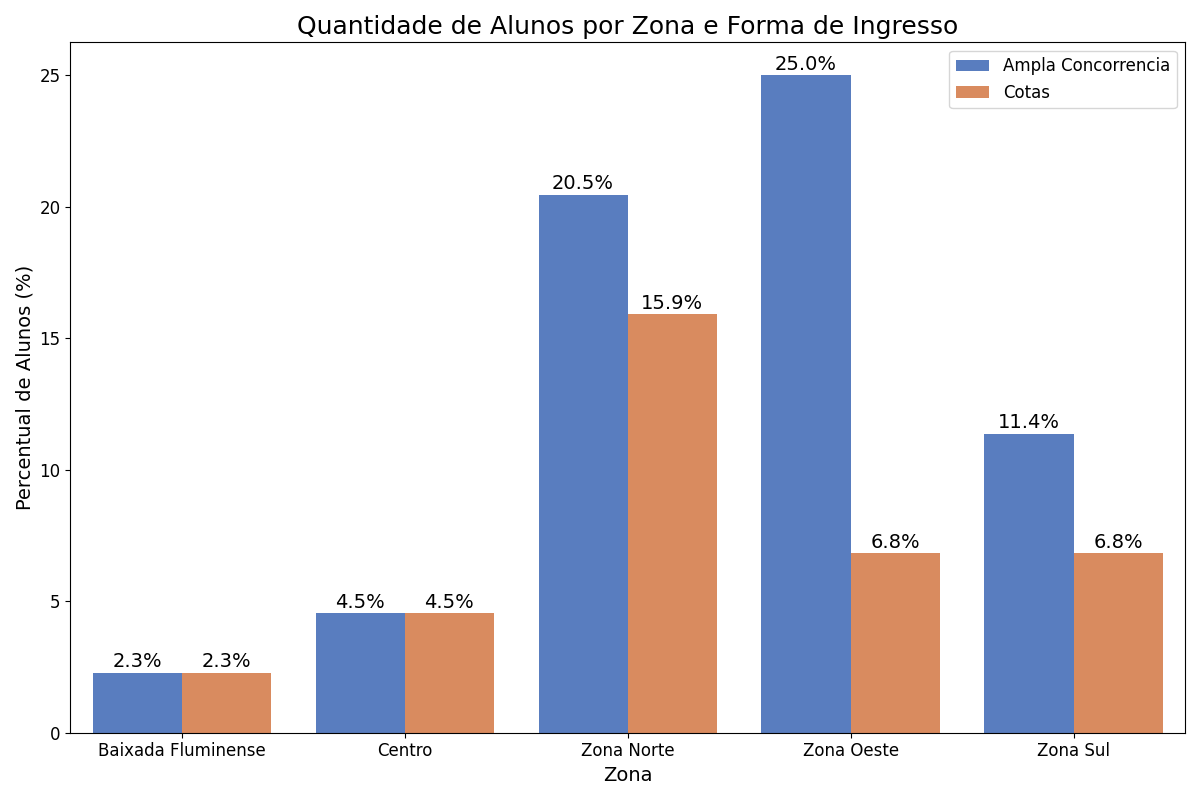 Quantidade de Alunos por Zona e Forma de Ingresso
Ampla Concorrencia
Cotas
Percentual de Alunos (%)
25
20
15
10
5
0
2.3%
2.3%
4.5%
4.5%
20.5%
15.9%
25.0%
6.8%
11.4%
6.8%
Baixada Fluminense
Centro
Zona Norte
Zona Oeste
Zona Sul
Zona